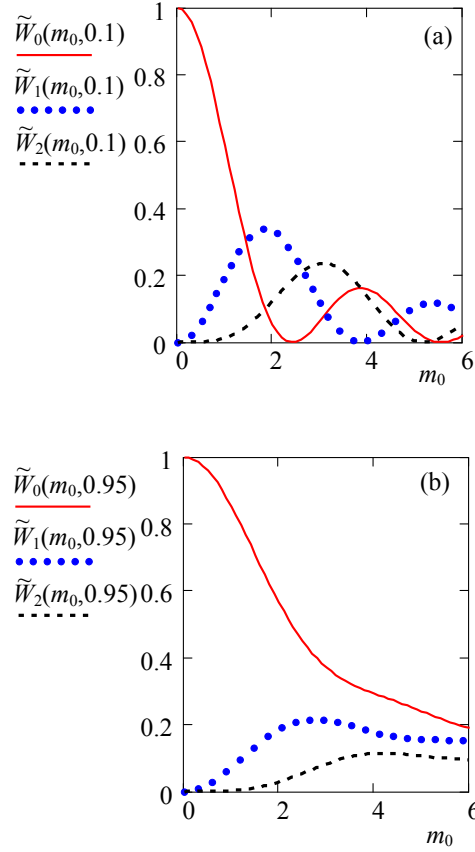 W̃₀(m₀,0.1)
W̃₁(m₀,0.1)
W̃₂(m₀,0.1)
(a)
1
0.8
0.6
0.4
0.2
0
0 2 4 6
m₀
W̃₀(m₀,0.95)
W̃₁(m₀,0.95)
W̃₂(m₀,0.95)
(b)
1
0.8
0.6
0.4
0.2
0
0 2 4 6
m₀